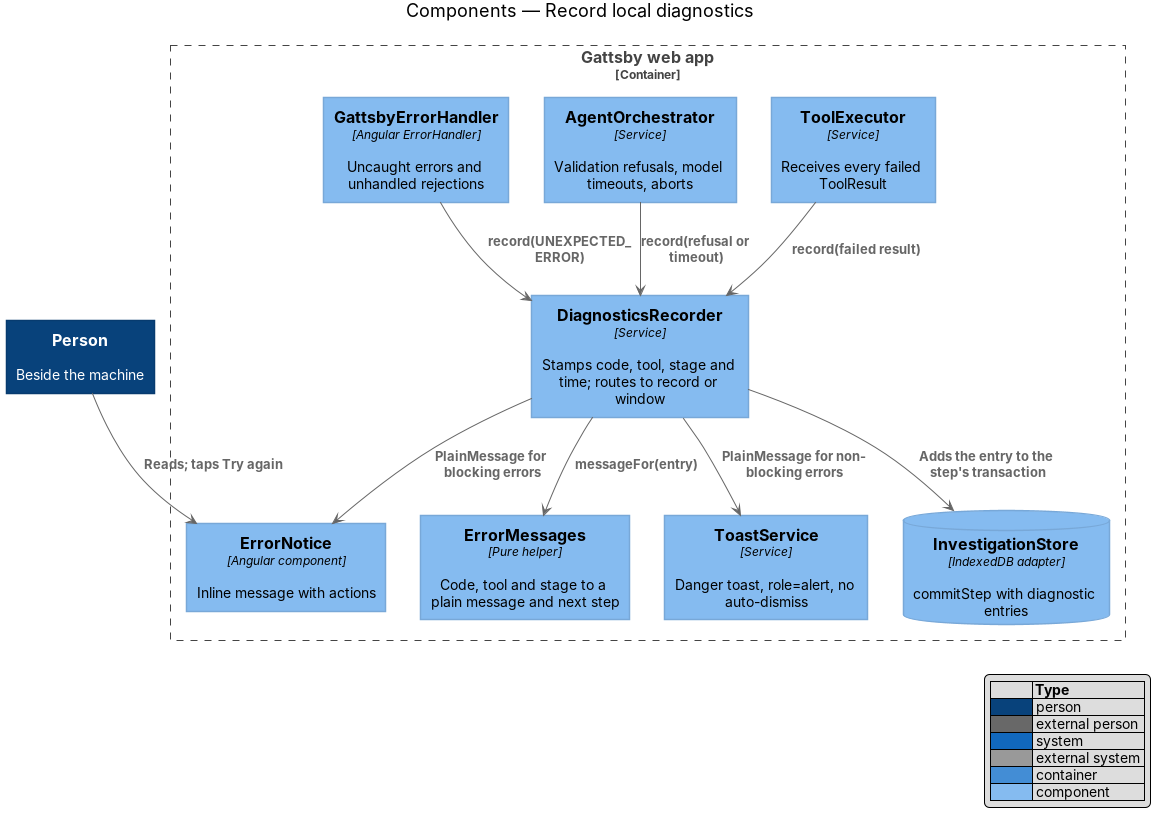 Components — Record local diagnostics
Gattsby web app
[Container]
GattsbyErrorHandler
[Angular ErrorHandler]
Uncaught errors and
unhandled rejections
AgentOrchestrator
[Service]
Validation refusals, model
timeouts, aborts
ToolExecutor
[Service]
Receives every failed
ToolResult
record(UNEXPECTED_
ERROR)
record(refusal or
timeout)
record(failed result)
DiagnosticsRecorder
[Service]
Stamps code, tool, stage and
time; routes to record or
window
Person
Beside the machine
Reads; taps Try again
PlainMessage for
blocking errors
messageFor(entry)
PlainMessage for non-
blocking errors
Adds the entry to the
step's transaction
ErrorNotice
[Angular component]
Inline message with actions
ErrorMessages
[Pure helper]
Code, tool and stage to a
plain message and next step
ToastService
[Service]
Danger toast, role=alert, no
auto-dismiss
InvestigationStore
[IndexedDB adapter]
commitStep with diagnostic
entries
Type
person
external person
system
external system
container
component